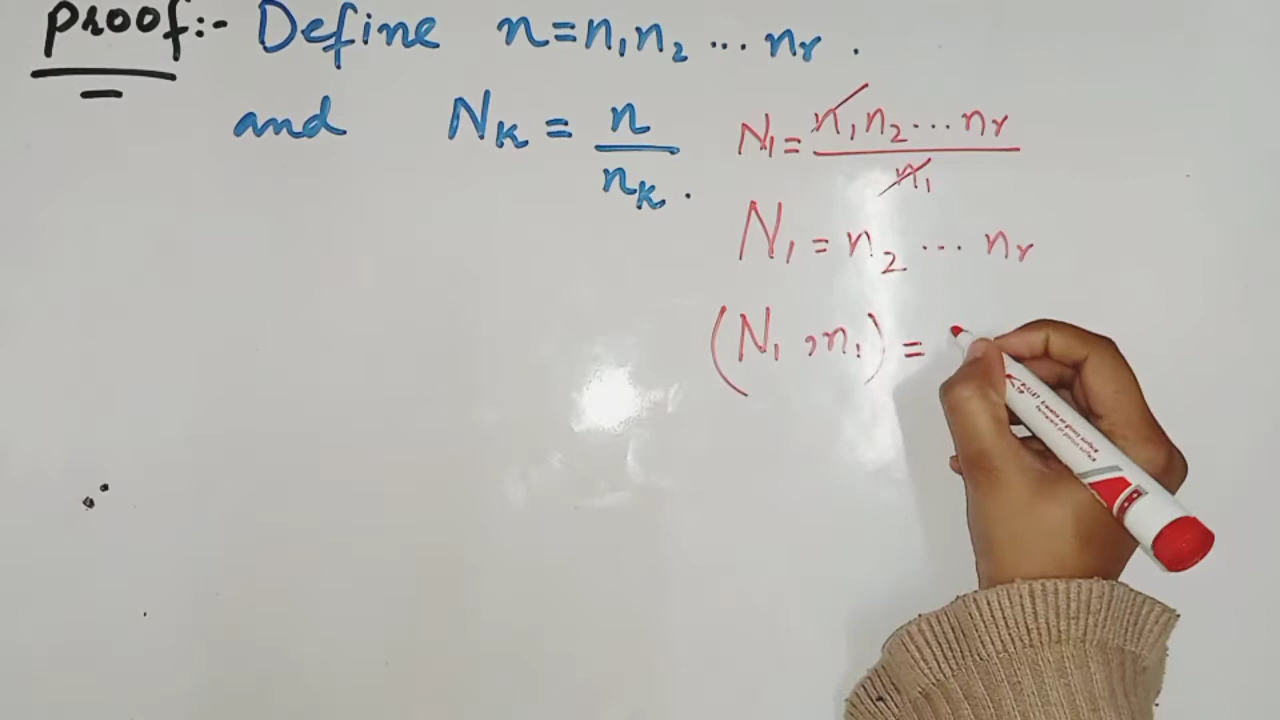 Proof:- Define n=n₁n₂ ... nᵣ .
and Nₖ = n/nₖ .
N₁ = n₁n₂...nᵣ/n₁
N₁ = n₂ ... nᵣ
(N₁ , n₁) =